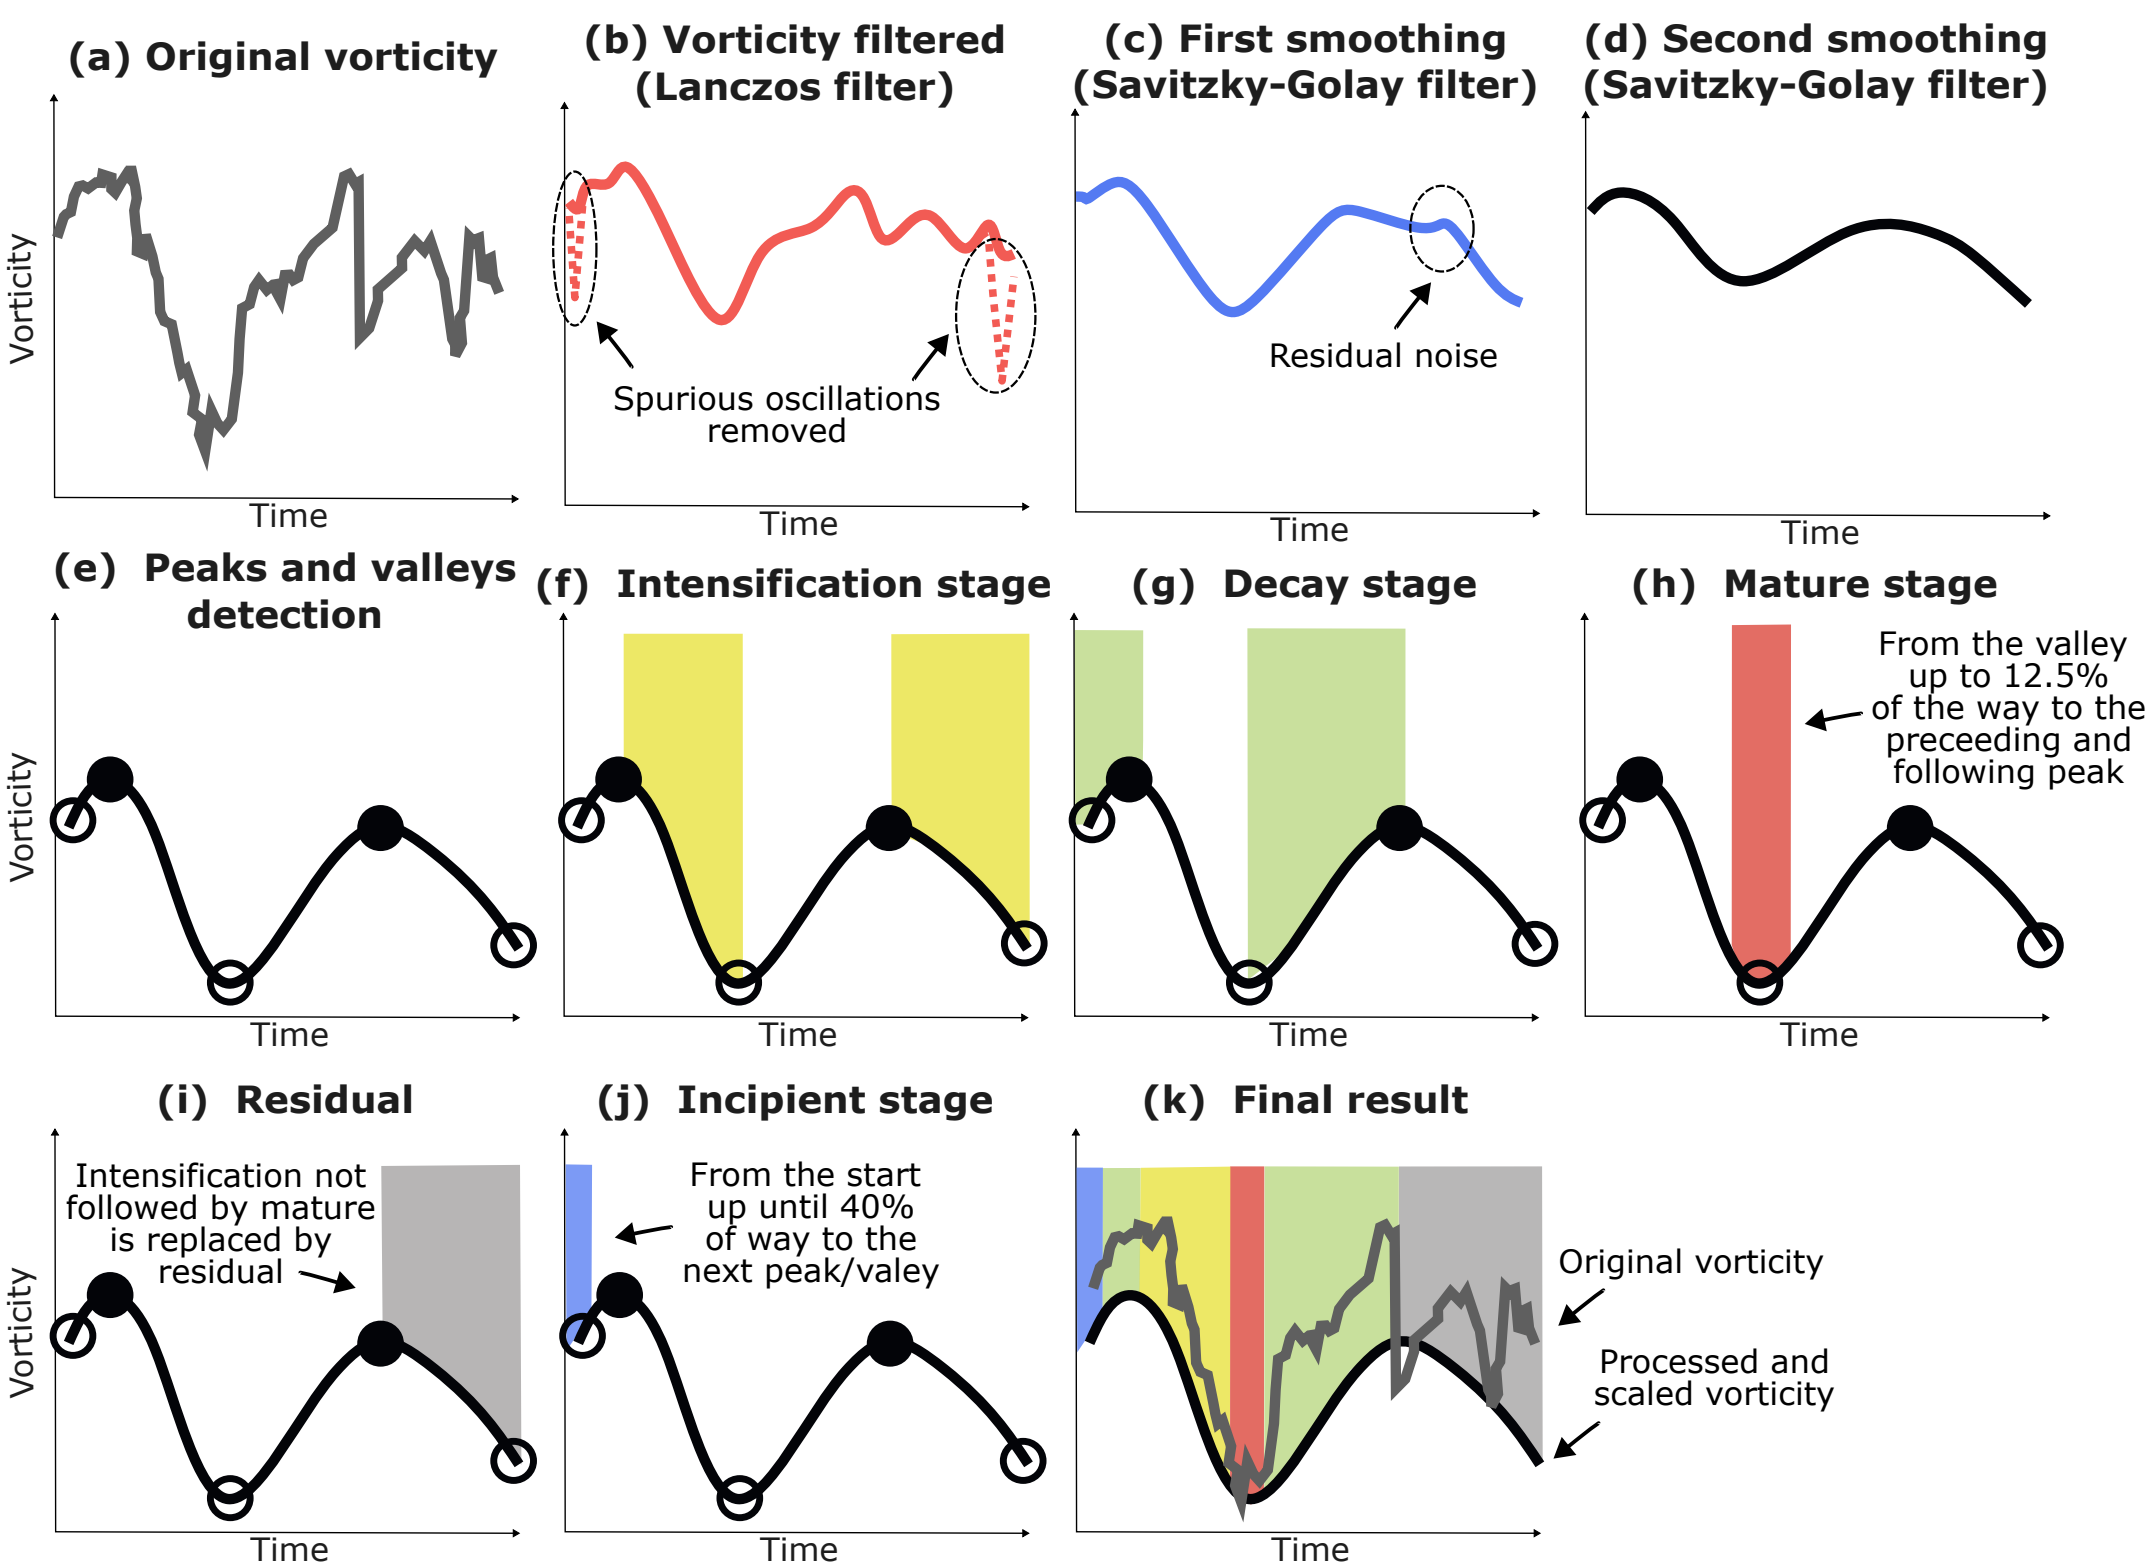 (a) Original vorticity
(b) Vorticity filtered
(Lanczos filter)
(c) First smoothing
(Savitzky-Golay filter)
(d) Second smoothing
(Savitzky-Golay filter)
Vorticity
Time
Spurious oscillations
removed
Time
Residual noise
Time
Time
(e) Peaks and valleys
detection
(f) Intensification stage
(g) Decay stage
(h) Mature stage
Vorticity
Time
Time
Time
From the valley
up to 12.5%
of the way to the
preceeding and
following peak
Time
(i) Residual
(j) Incipient stage
(k) Final result
Vorticity
Intensification not
followed by mature
is replaced by
residual
Time
From the start
up until 40%
of way to the
next peak/valey
Time
Original vorticity
Processed and
scaled vorticity
Time